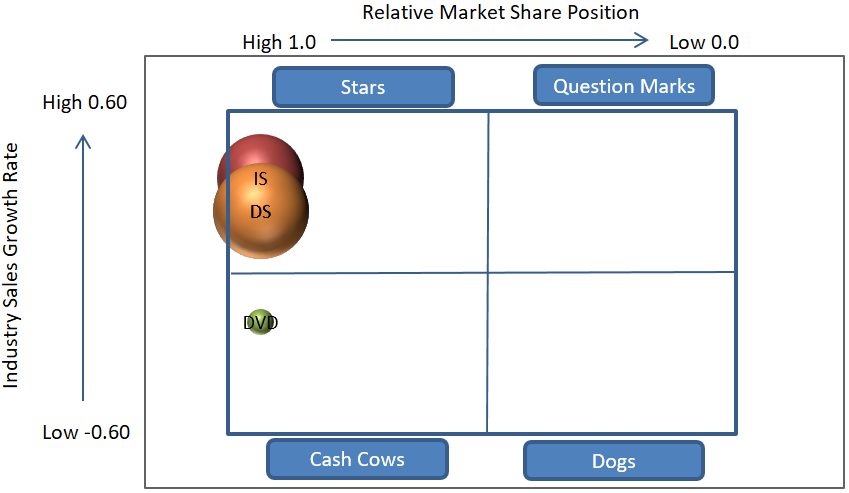 Relative Market Share Position
High 1.0
Low 0.0
Stars
Question Marks
High 0.60
Industry Sales Growth Rate
IS
DS
DVD
Low -0.60
Cash Cows
Dogs